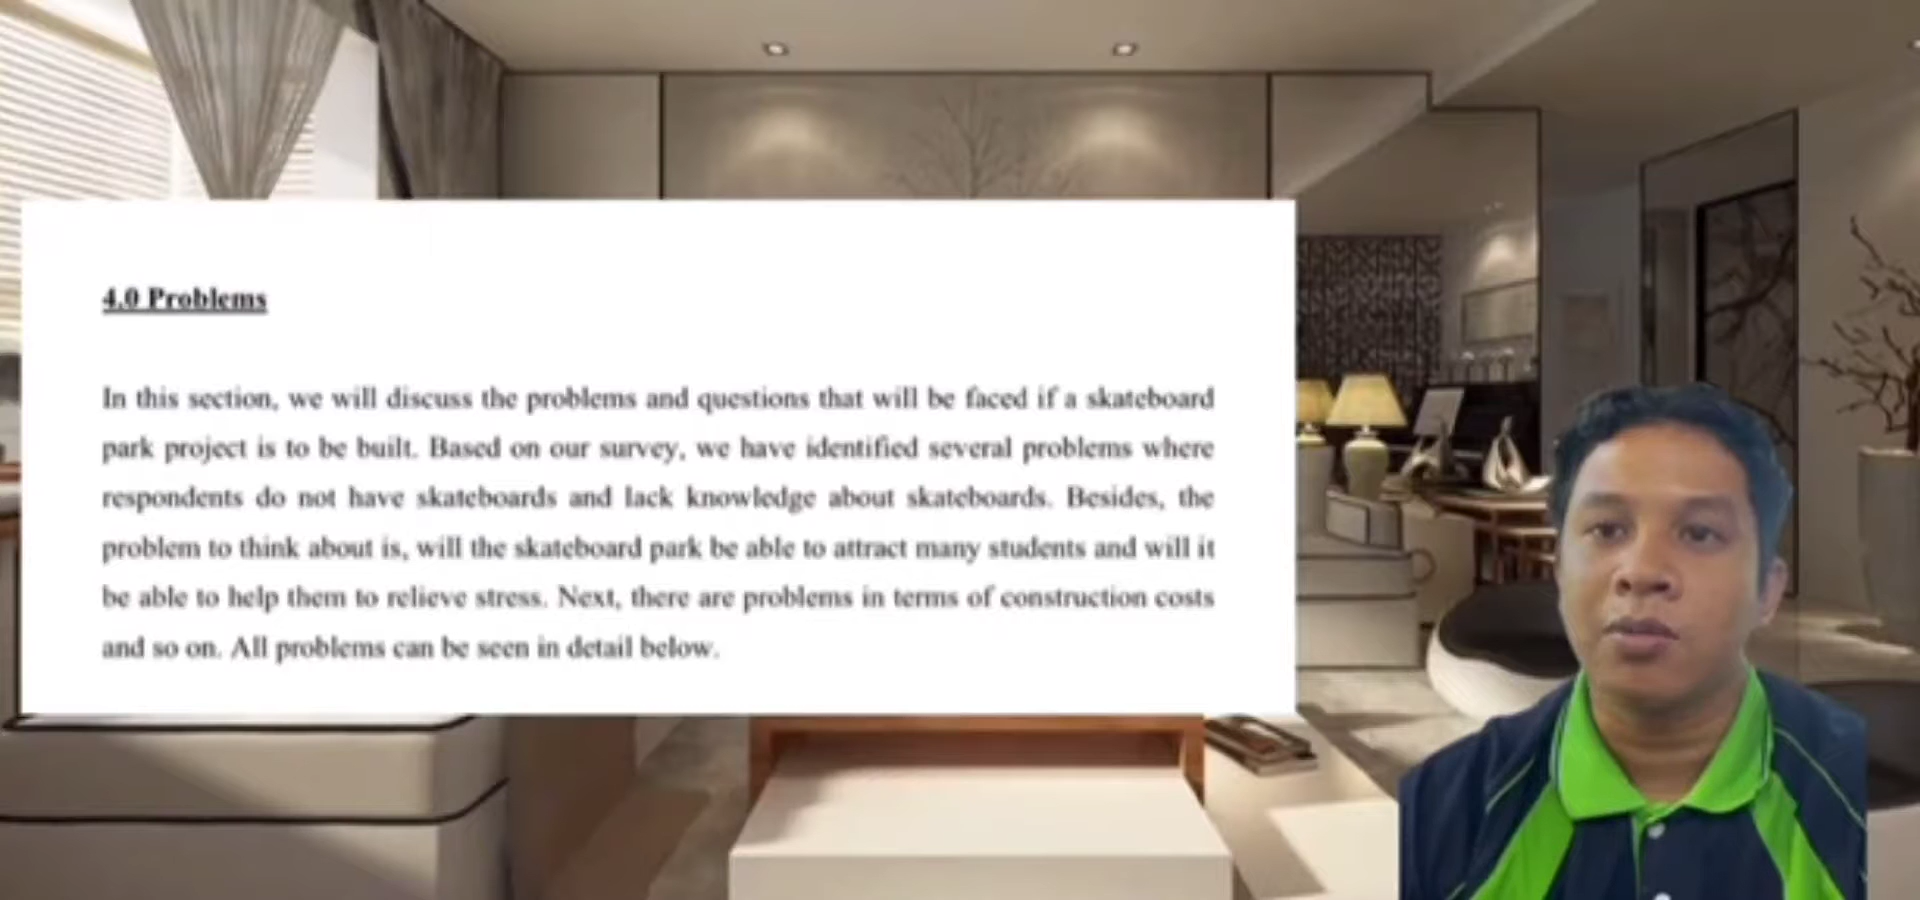 4.0 Problems
In this section, we will discuss the problems and questions that will be faced if a skateboard
park project is to be built. Based on our survey, we have identified several problems where
respondents do not have skateboards and lack knowledge about skateboards. Besides, the
problem to think about is, will the skateboard park be able to attract many students and will it
be able to help them to relieve stress. Next, there are problems in terms of construction costs
and so on. All problems can be seen in detail below.